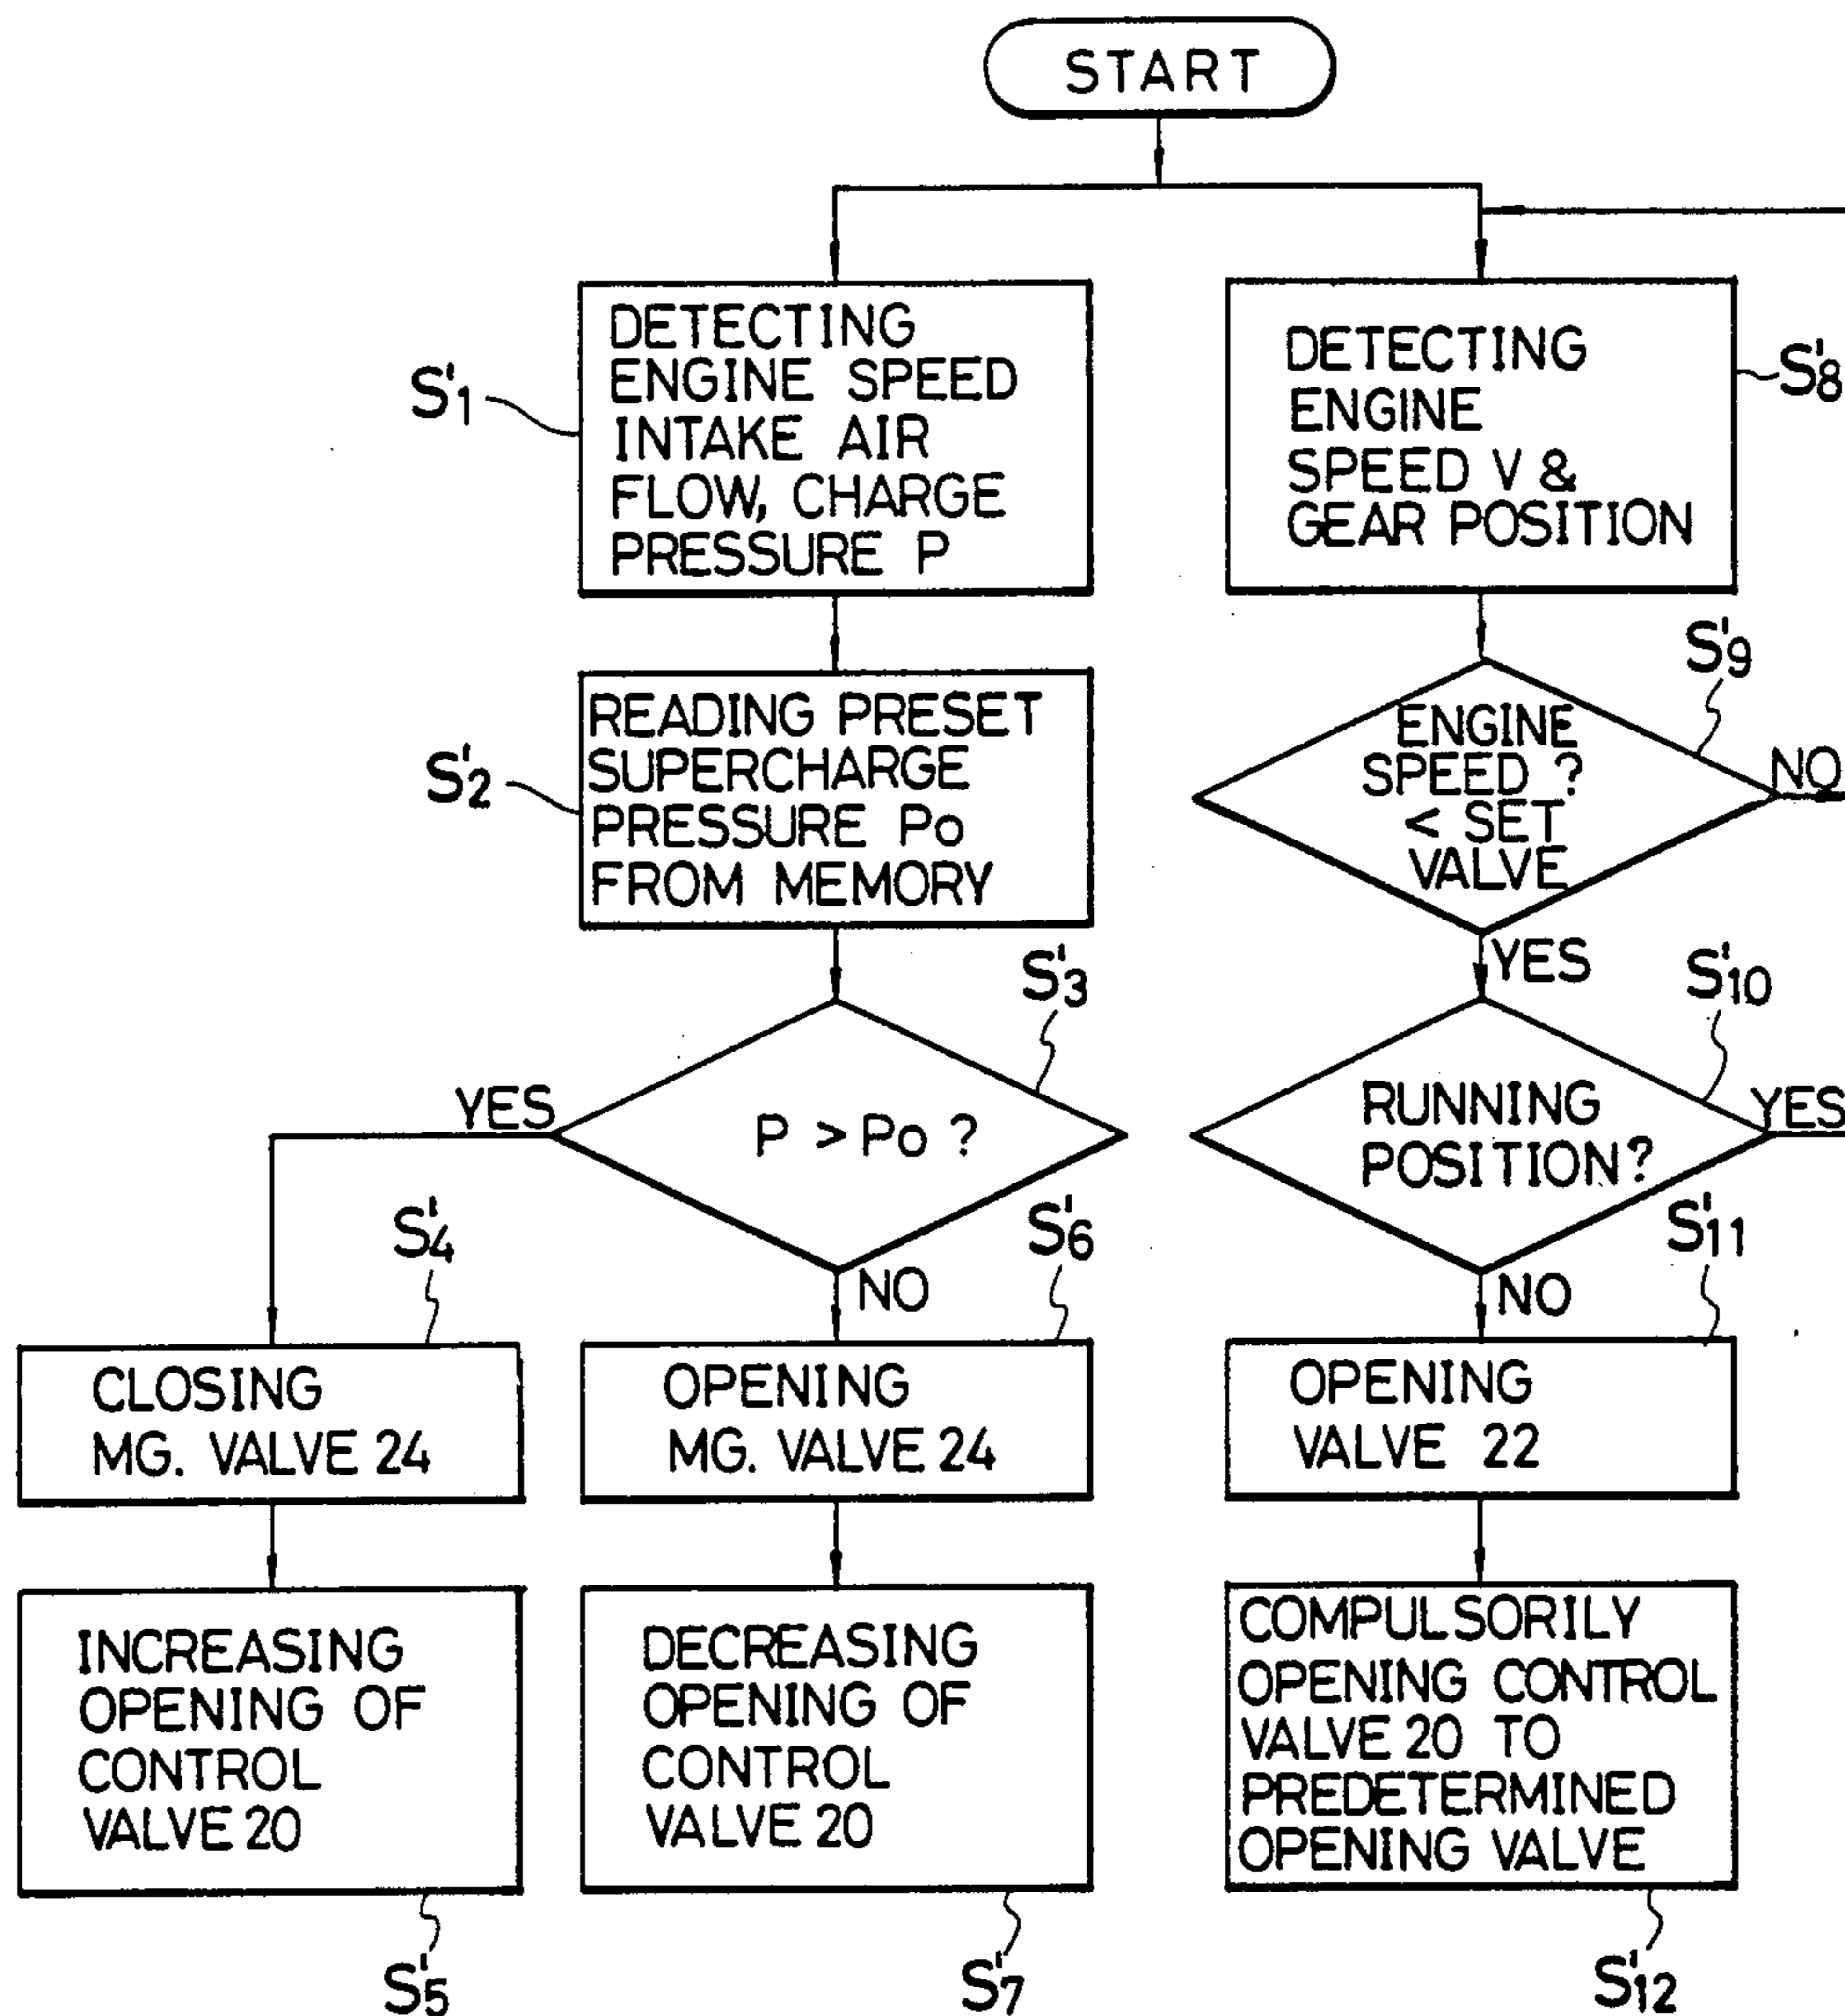 START
DETECTING
ENGINE SPEED
INTAKE AIR
FLOW, CHARGE
PRESSURE P
S'1
READING PRESET
SUPERCHARGE
PRESSURE Po
FROM MEMORY
S'2
P > Po ?
S'3
YES
NO
S'4
CLOSING
MG. VALVE 24
INCREASING
OPENING OF
CONTROL
VALVE 20
S'5
S'6
OPENING
MG. VALVE 24
DECREASING
OPENING OF
CONTROL
VALVE 20
S'7
DETECTING
ENGINE
SPEED V &
GEAR POSITION
S'8
S'9
ENGINE
SPEED ?
< SET
VALVE
NO
YES
S'10
RUNNING
POSITION?
YES
NO
S'11
OPENING
VALVE 22
COMPULSORILY
OPENING CONTROL
VALVE 20 TO
PREDETERMINED
OPENING VALVE
S'12